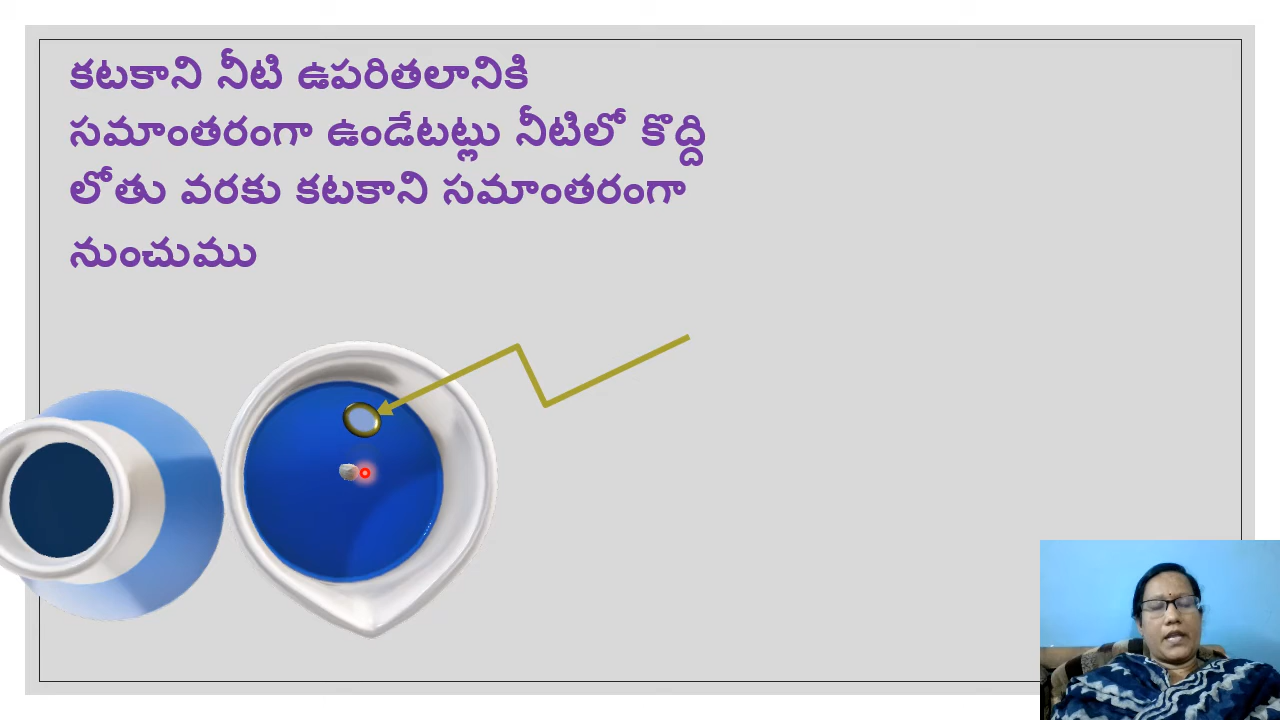 కటకాని నీటి ఉపరితలానికి
సమాంతరంగా ఉండేటట్లు నీటిలో కొద్ది
లోతు వరకు కటకాని సమాంతరంగా
నుంచుము